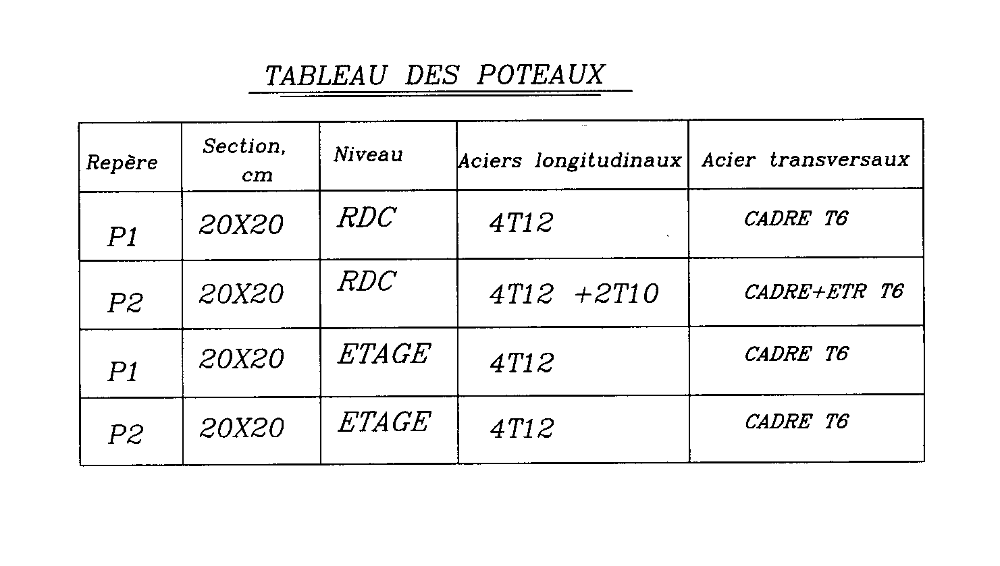 TABLEAU DES POTEAUX
Repère Section, cm Niveau Aciers longitudinaux Acier transversaux
P1 20X20 RDC 4T12 CADRE T6
P2 20X20 RDC 4T12 +2T10 CADRE+ETR T6
P1 20X20 ETAGE 4T12 CADRE T6
P2 20X20 ETAGE 4T12 CADRE T6